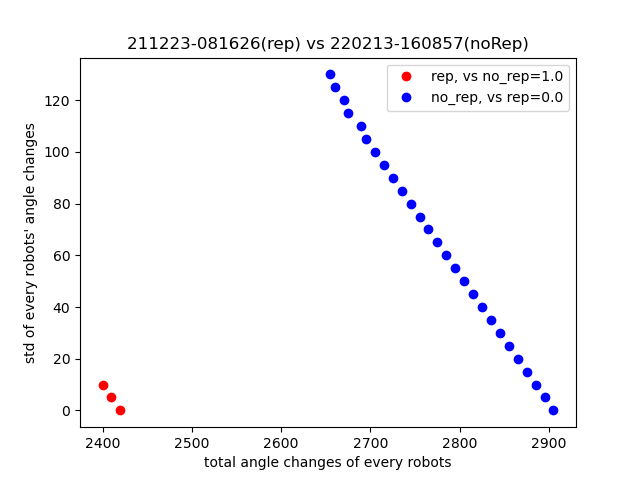 211223-081626(rep) vs 220213-160857(noRep)
rep, vs no_rep=1.0
no_rep, vs rep=0.0
std of every robots' angle changes
120
100
80
60
40
20
0
2400 2500 2600 2700 2800 2900
total angle changes of every robots